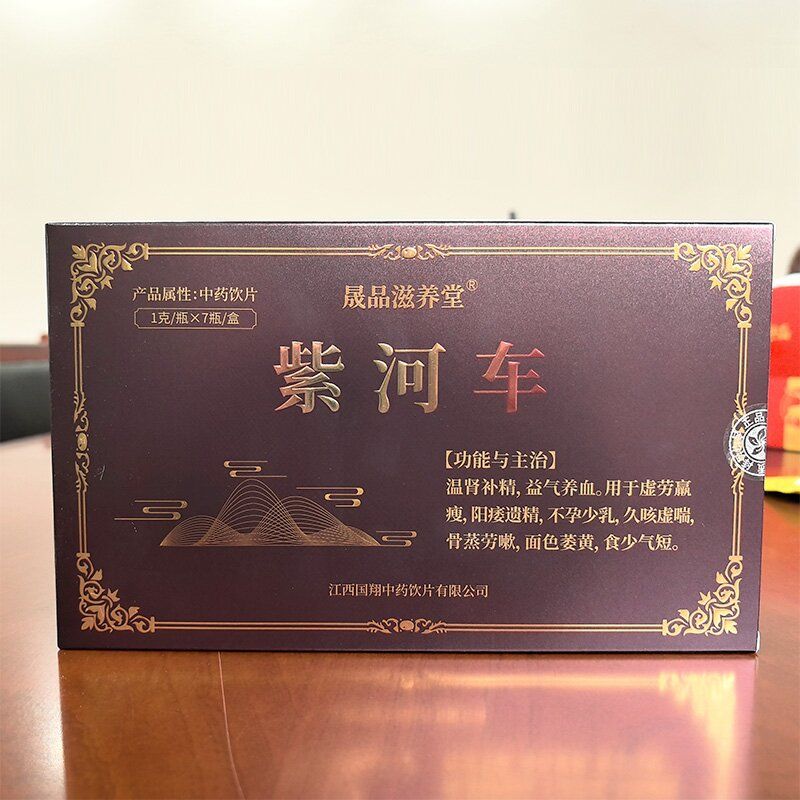 产品属性:中药饮片
1克/瓶×7瓶/盒
晟品滋养堂®
紫河车
【功能与主治】
温肾补精, 益气养血。用于虚劳羸
瘦, 阳痿遗精, 不孕少乳, 久咳虚喘,
骨蒸劳嗽, 面色萎黄, 食少气短。
江西国翔中药饮片有限公司
正品